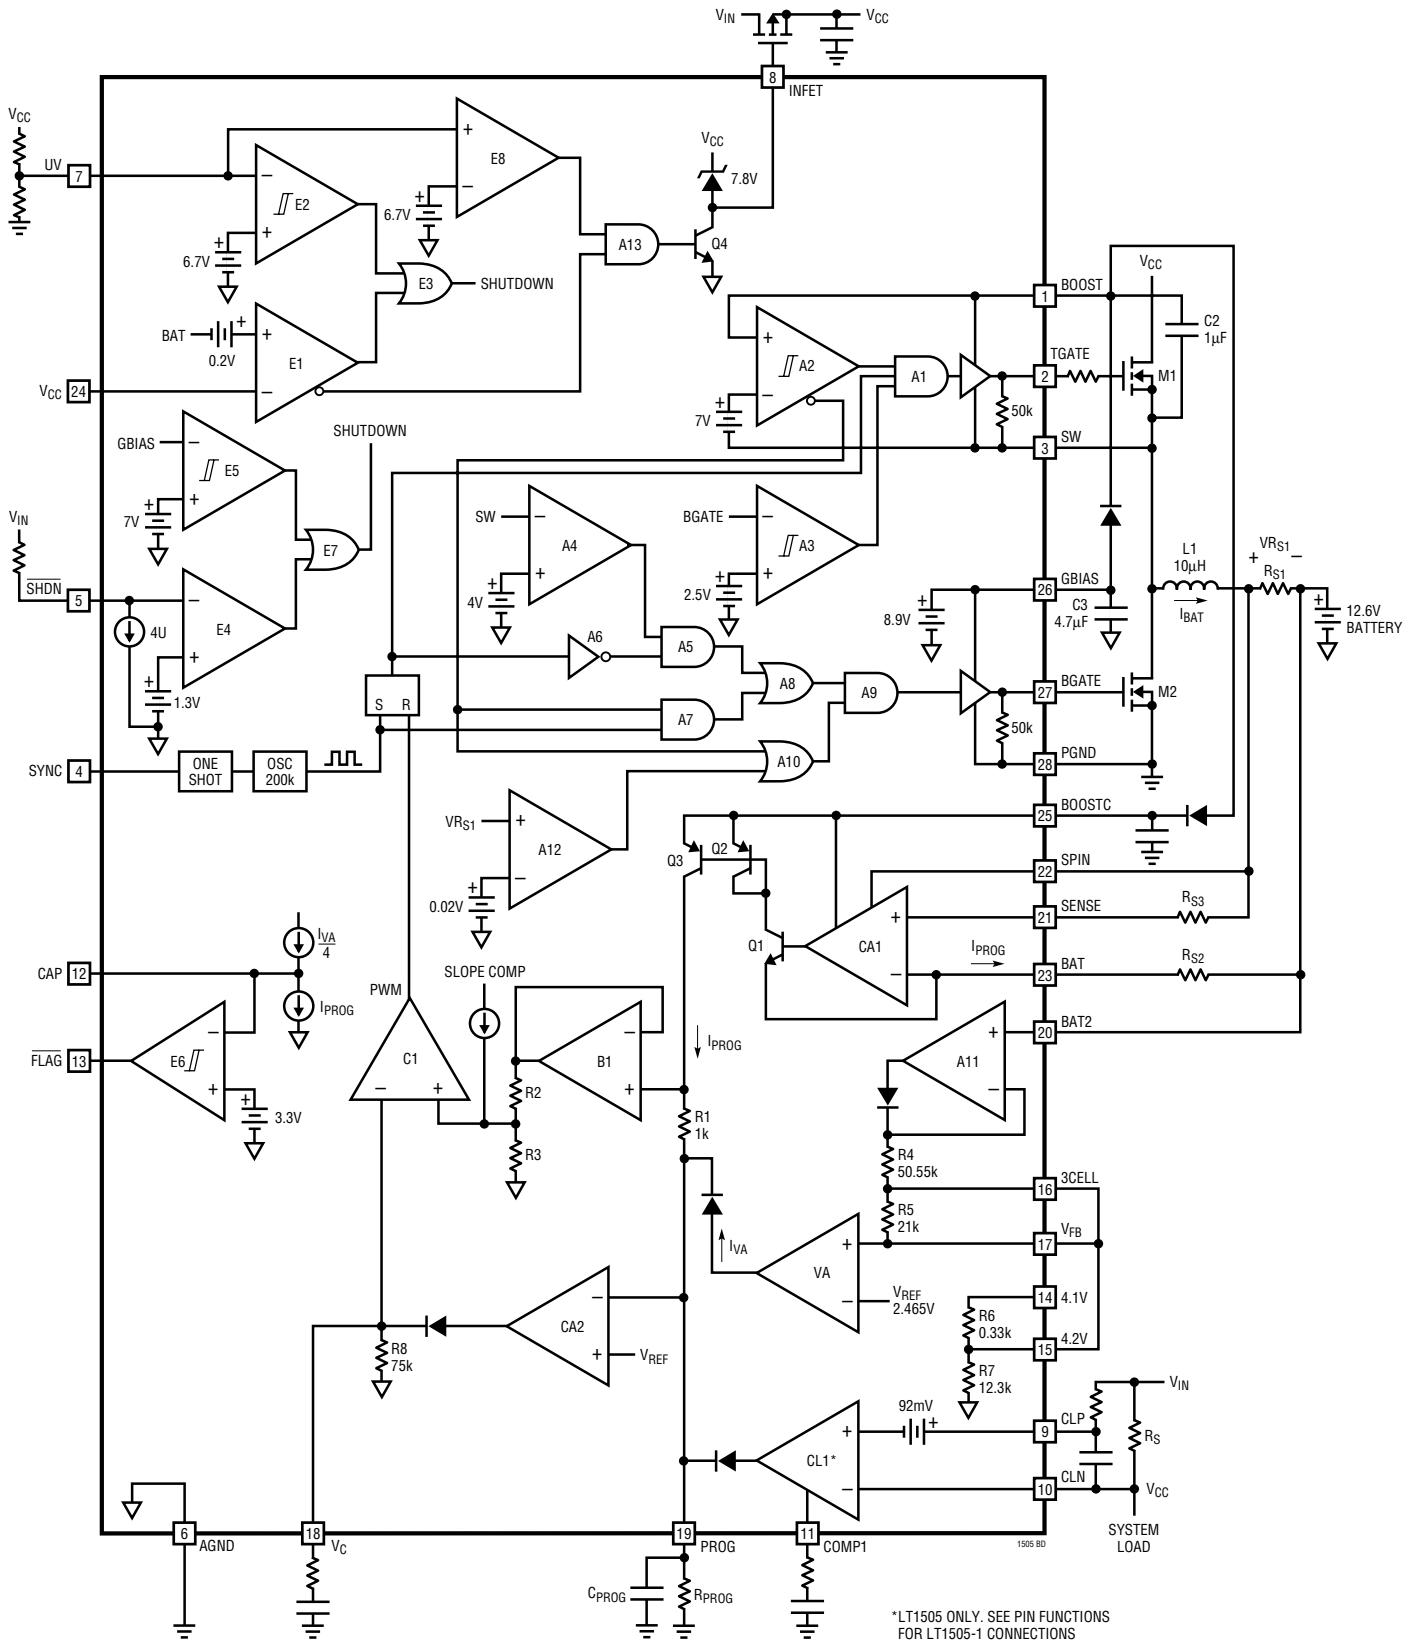 VIN
VCC
8
INFET
VCC
UV
7
+
E8
−
6.7V
+
−
E2
+
6.7V
+
VCC
7.8V
Q4
A13
E3
SHUTDOWN
BAT
+
0.2V
+
E1
−
VCC
24
1
BOOST
VCC
C2
1µF
+
A2
−
7V
+
A1
50k
TGATE
2
M1
3
SW
GBIAS
−
E5
+
7V
+
SHUTDOWN
E7
VIN
SHDN
5
4U
−
E4
+
1.3V
+
SW
−
A4
+
4V
+
BGATE
−
A3
+
2.5V
+
A6
A5
A7
A8
A9
A10
S R
8.9V
+
26
GBIAS
C3
4.7µF
L1
10µH
IBAT
+ VRS1 −
RS1
+
12.6V
BATTERY
27
BGATE
M2
50k
28
PGND
SYNC
4
ONE
SHOT
OSC
200k
VRS1
+
A12
−
0.02V
+
25
BOOSTC
Q3
Q2
Q1
22
SPIN
21
SENSE
RS3
+
CA1
−
IPROG
23
BAT
RS2
20
BAT2
IVA
4
CAP
12
IPROG
FLAG
13
−
E6
+
+
3.3V
PWM
C1
−
+
SLOPE COMP
−
B1
+
R2
R3
IPROG
R1
1k
+
A11
−
R4
50.55k
16
3CELL
R5
21k
17
VFB
IVA
+
VA
−
VREF
2.465V
14
4.1V
R6
0.33k
15
4.2V
R7
12.3k
−
CA2
+
VREF
R8
75k
92mV
+
+
CL1*
−
9
CLP
10
CLN
VIN
RS
VCC
SYSTEM
LOAD
6
AGND
18
VC
19
PROG
11
COMP1
1505 BD
CPROG
RPROG
*LT1505 ONLY. SEE PIN FUNCTIONS
FOR LT1505-1 CONNECTIONS